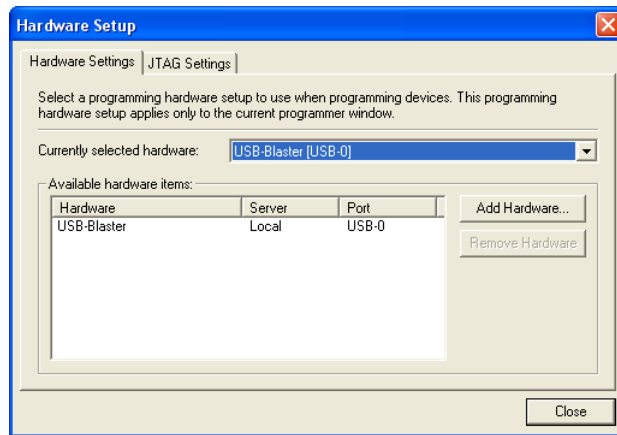 Hardware Setup
Hardware Settings JTAG Settings
Select a programming hardware setup to use when programming devices. This programming
hardware setup applies only to the current programmer window.
Currently selected hardware: USB-Blaster [USB-0]
Available hardware items:
Hardware Server Port
USB-Blaster Local USB-0
Add Hardware...
Remove Hardware
Close